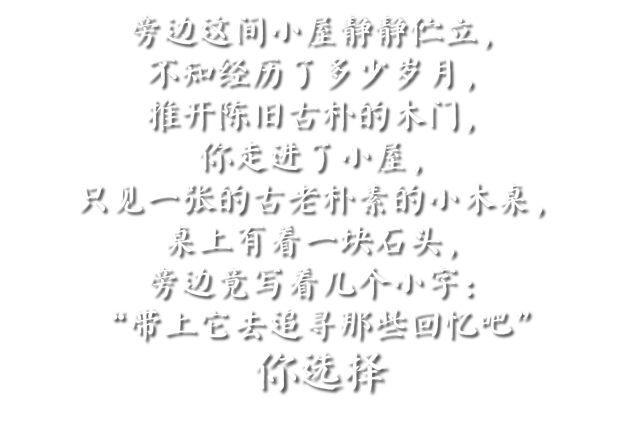 旁边这间小屋静静伫立，
不知经历了多少岁月，
推开陈旧古朴的木门，
你走进了小屋，
只见一张的古老朴素的小木桌，
桌上有着一块石头，
旁边竟写着几个小字：
“带上它去追寻那些回忆吧”
你选择